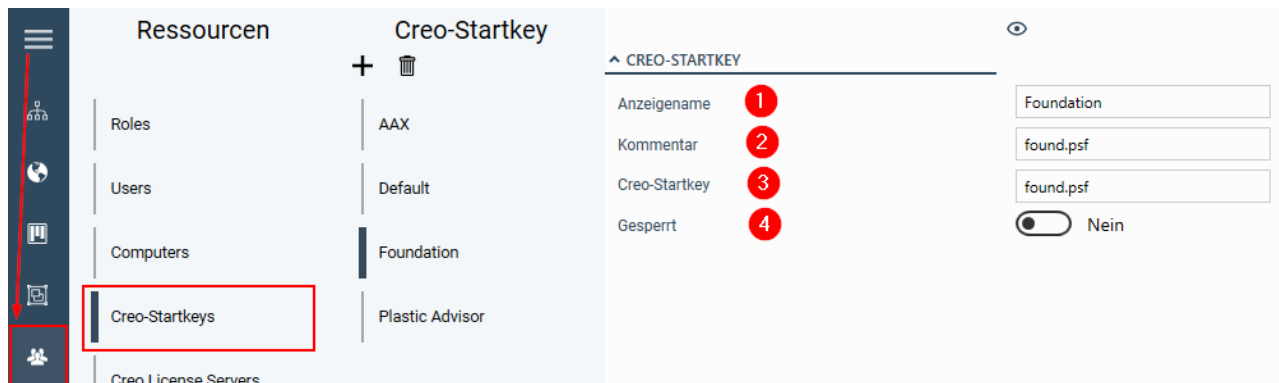 Ressourcen
Roles
Users
Computers
Creo-Startkeys
Creo License Servers
Creo-Startkey
AAX
Default
Foundation
Plastic Advisor
CREO-STARTKEY
Anzeigename 1 Foundation
Kommentar 2 found.psf
Creo-Startkey 3 found.psf
Gesperrt 4 Nein